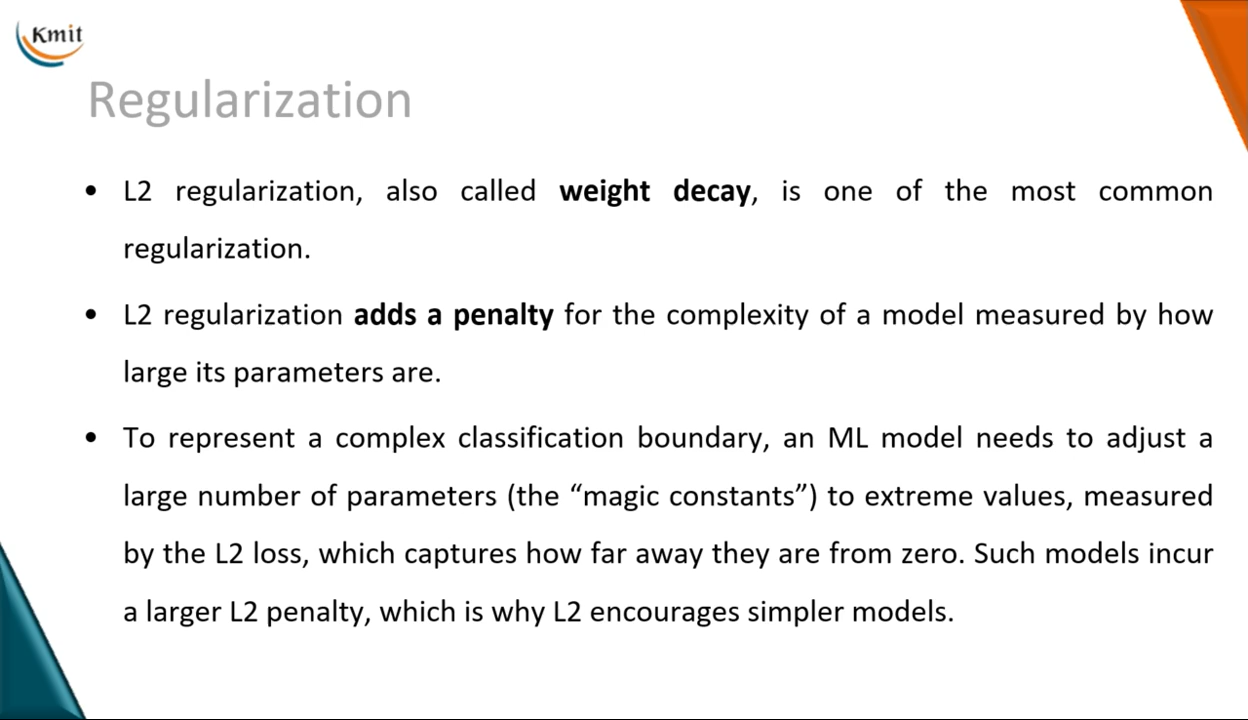 Kmit
Regularization
• L2 regularization, also called weight decay, is one of the most common
regularization.
• L2 regularization adds a penalty for the complexity of a model measured by how
large its parameters are.
• To represent a complex classification boundary, an ML model needs to adjust a
large number of parameters (the “magic constants”) to extreme values, measured
by the L2 loss, which captures how far away they are from zero. Such models incur
a larger L2 penalty, which is why L2 encourages simpler models.